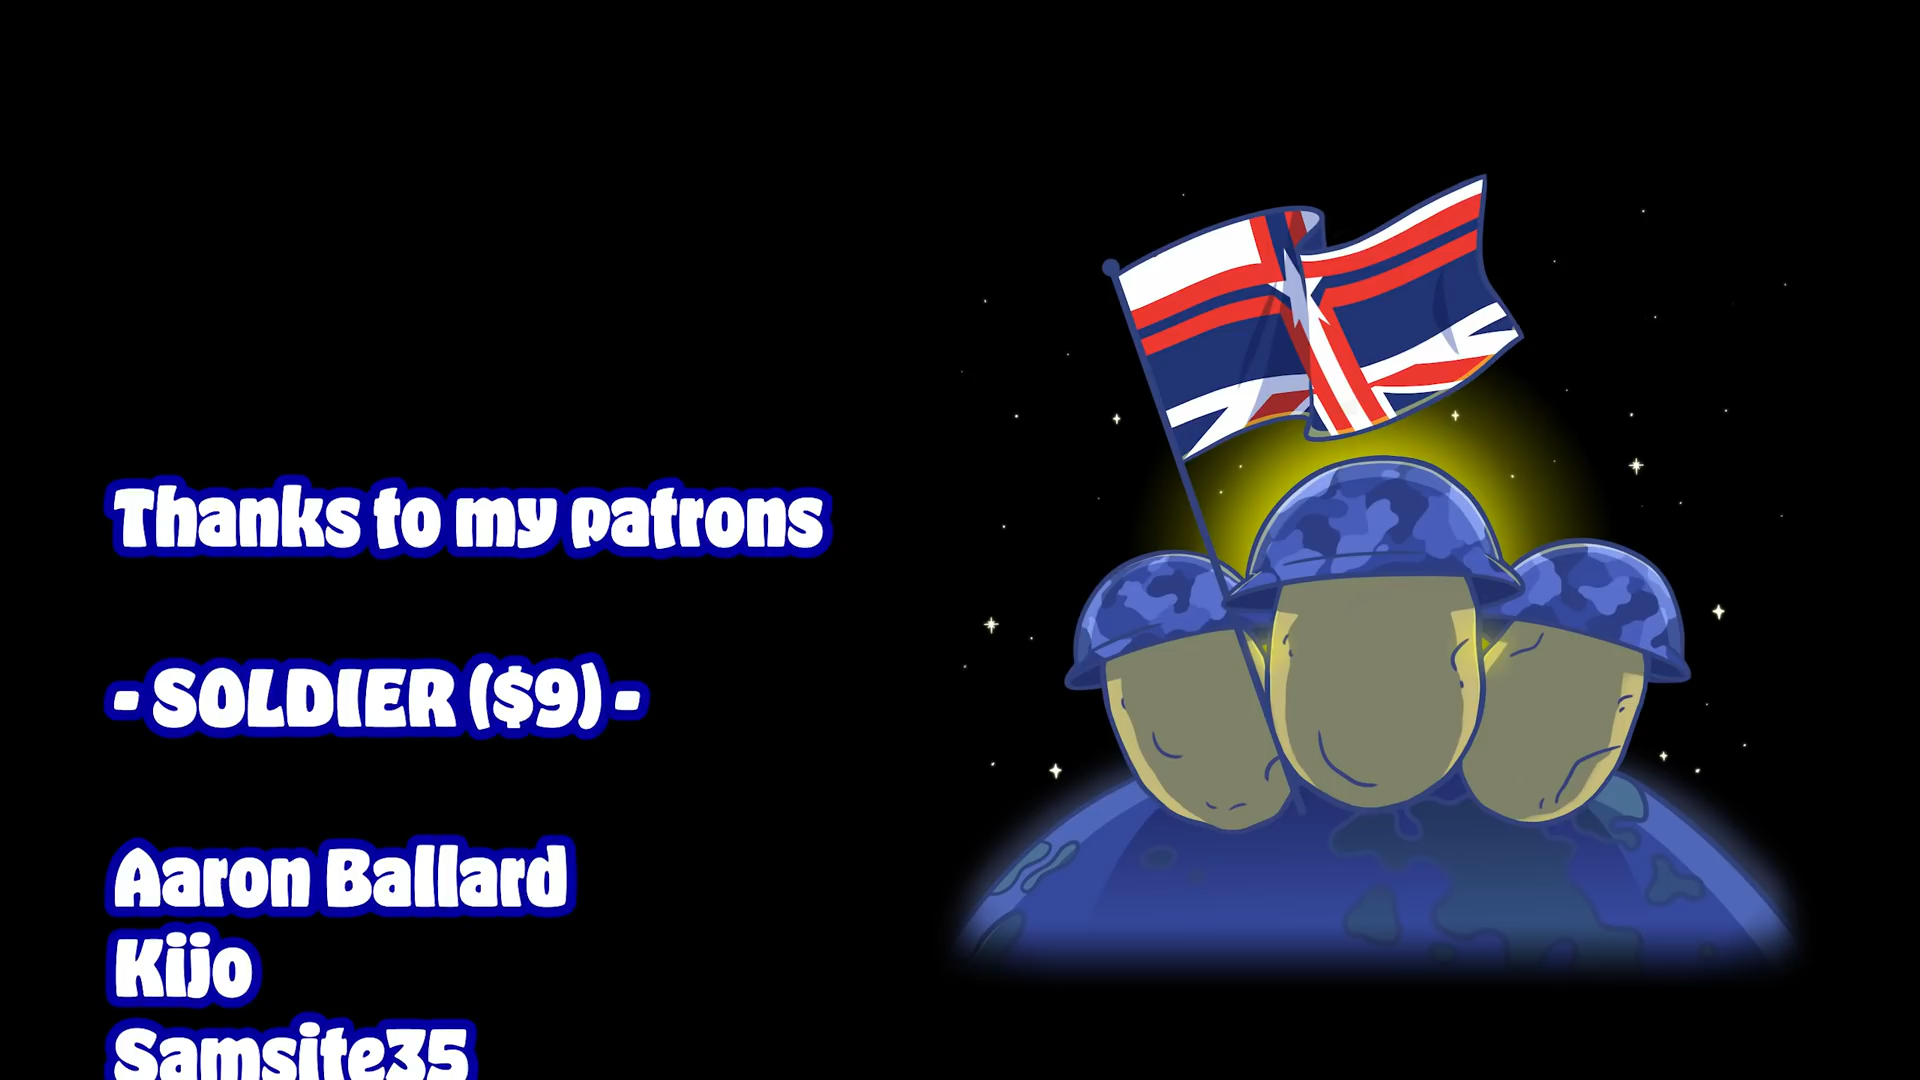 Thanks to my patrons
- SOLDIER ($9) -
Aaron Ballard
Kijo
Samsite35